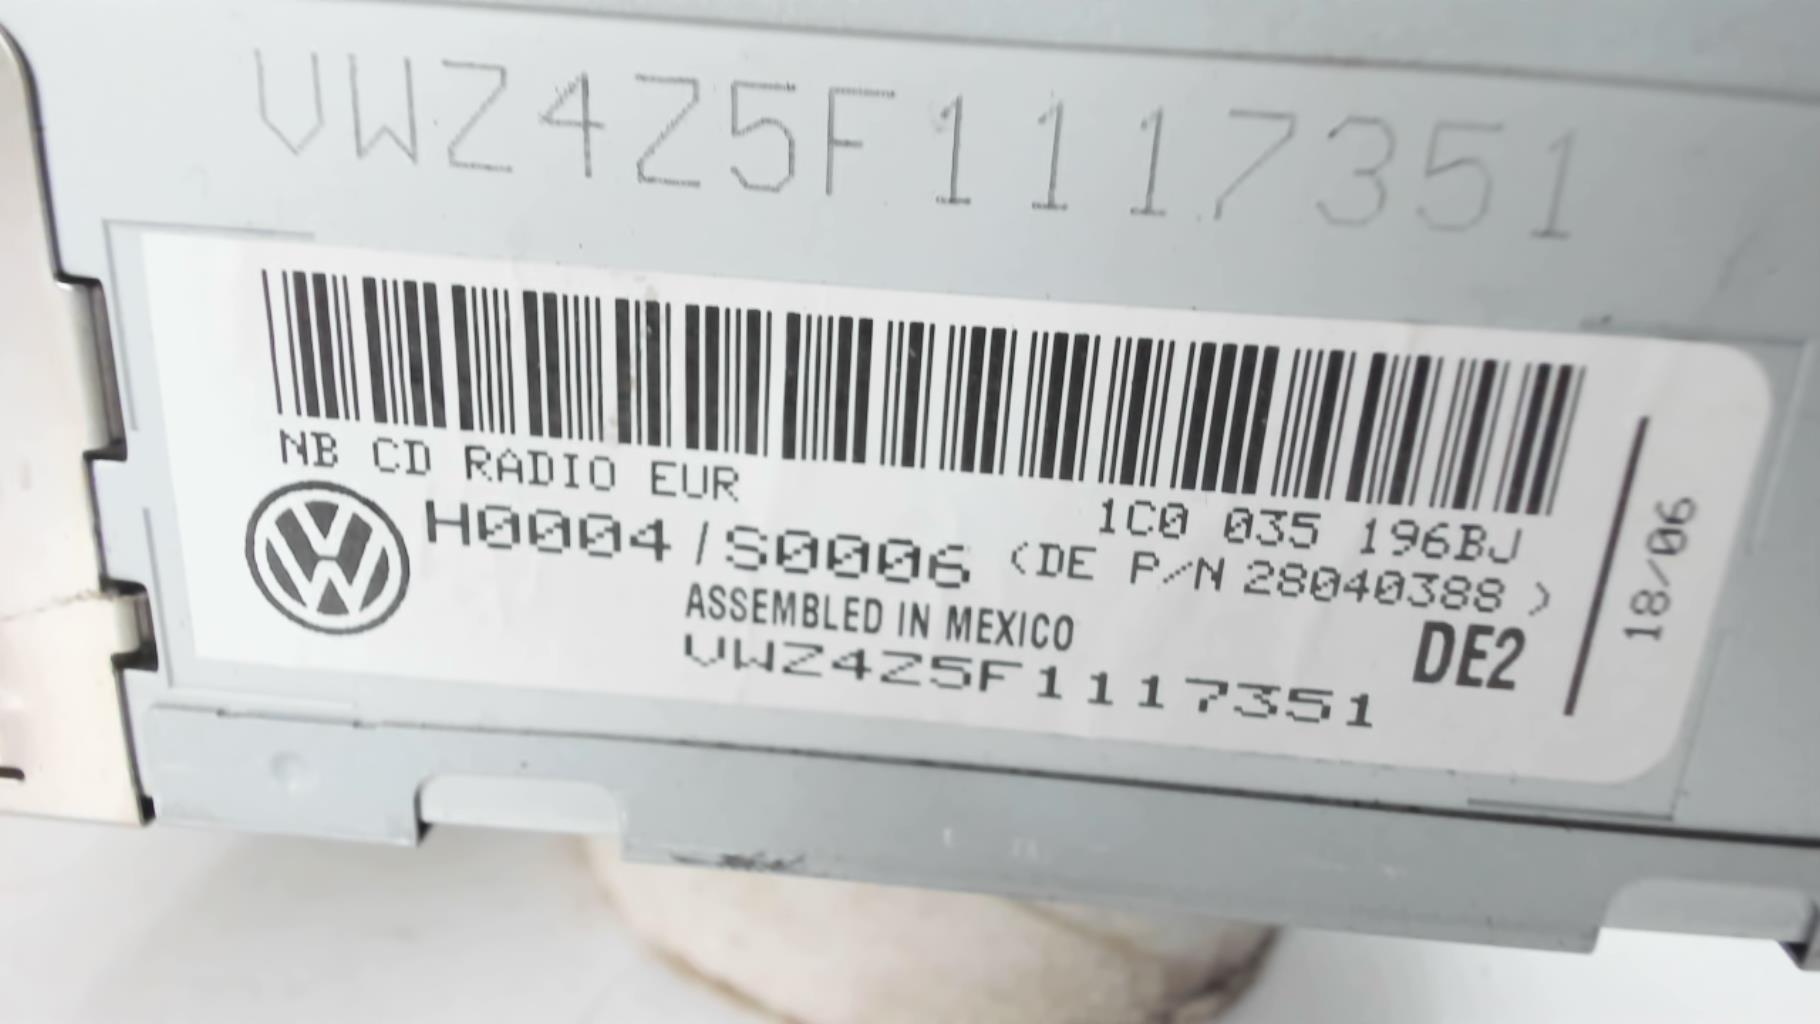 VWZ4Z5F1117351
NB CD RADIO EUR
1C0 035 196BJ
H0004/S0006 (DE P/N 28040388)
ASSEMBLED IN MEXICO
DE2
VWZ4Z5F1117351
18/06